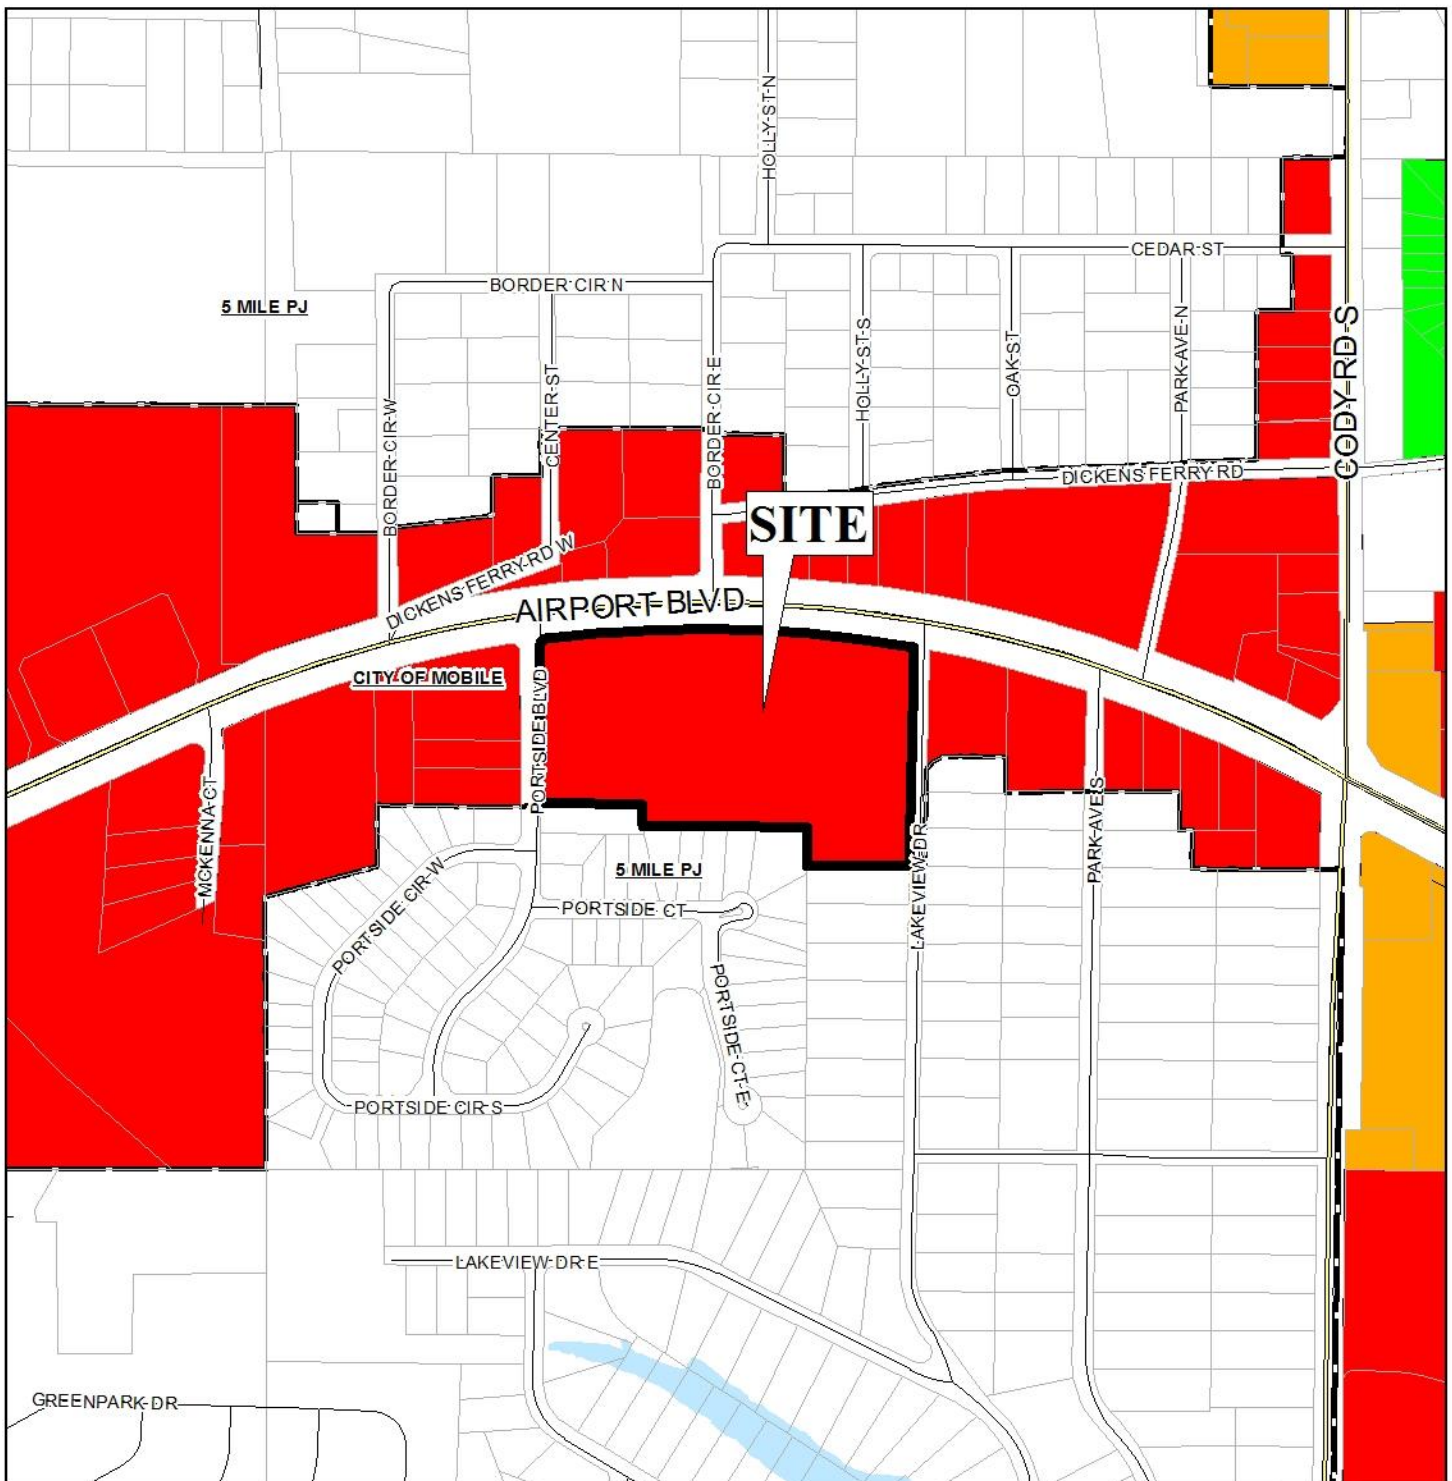 HOLLY ST N
CEDAR ST
BORDER CIR N
5 MILE PJ
HOLLY ST S
OAK ST
PARK AVE N
CODY RD S
BORDER CIR W
CENTER ST
BORDER CIR E
DICKENS FERRY RD
SITE
DICKENS FERRY RD W
AIRPORT BLVD
CITY OF MOBILE
PORTSIDE BLVD
MCKENNA CT
PARK AVE S
LAKEVIEW DR
5 MILE PJ
PORTSIDE CIR W
PORTSIDE CT
PORTSIDE CT E
PORTSIDE CIR S
LAKEVIEW DR E
GREENPARK DR